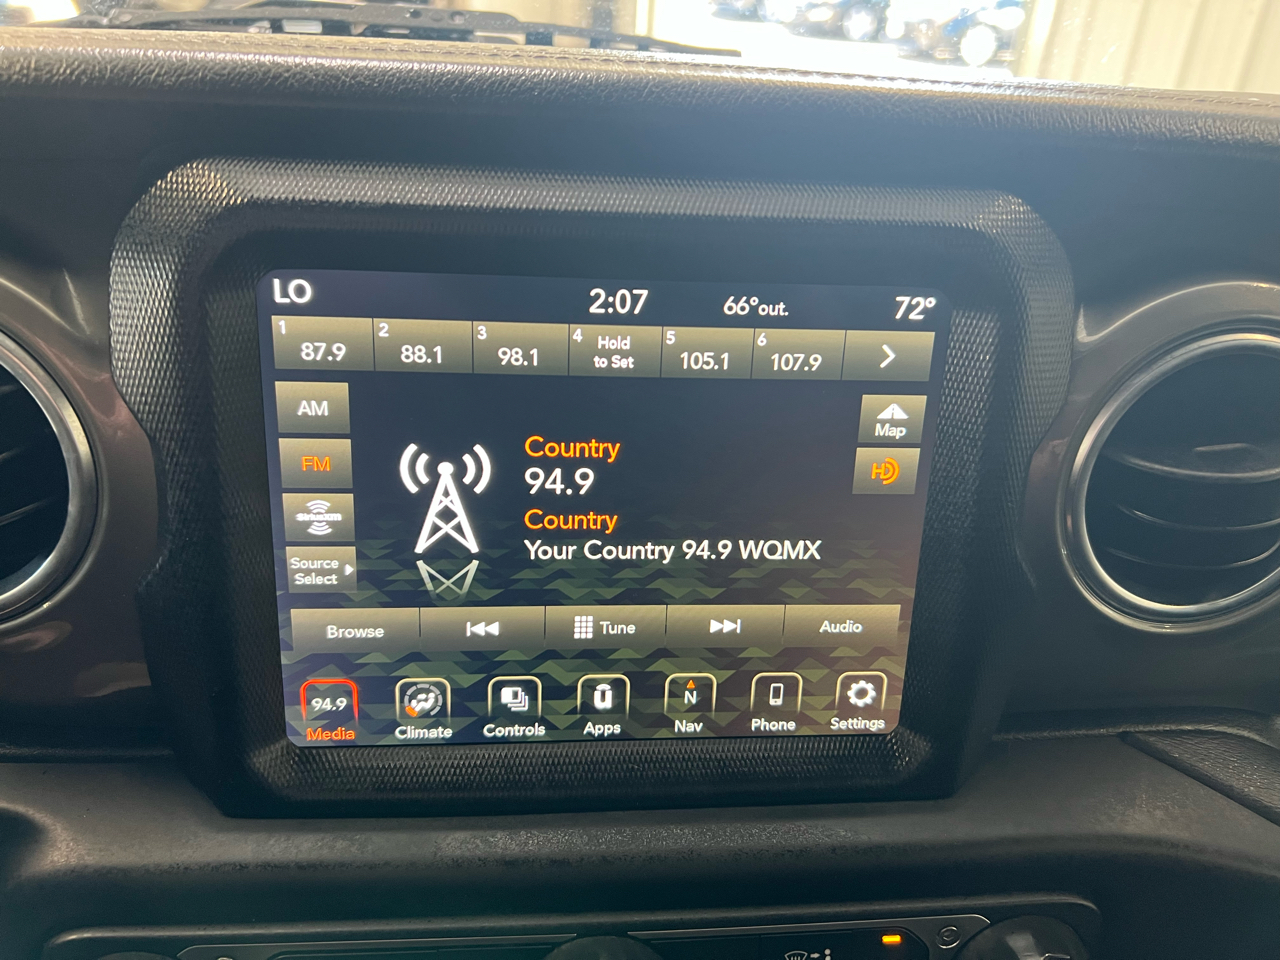 LO 2:07 66°out. 72°
1 87.9 2 88.1 3 98.1 4 Hold to Set 5 105.1 6 107.9
AM
FM
SiriusXM
Source
Select
Country
94.9
Country
Your Country 94.9 WQMX
Map
HD
Browse Tune Audio
94.9 N
Media Climate Controls Apps Nav Phone Settings